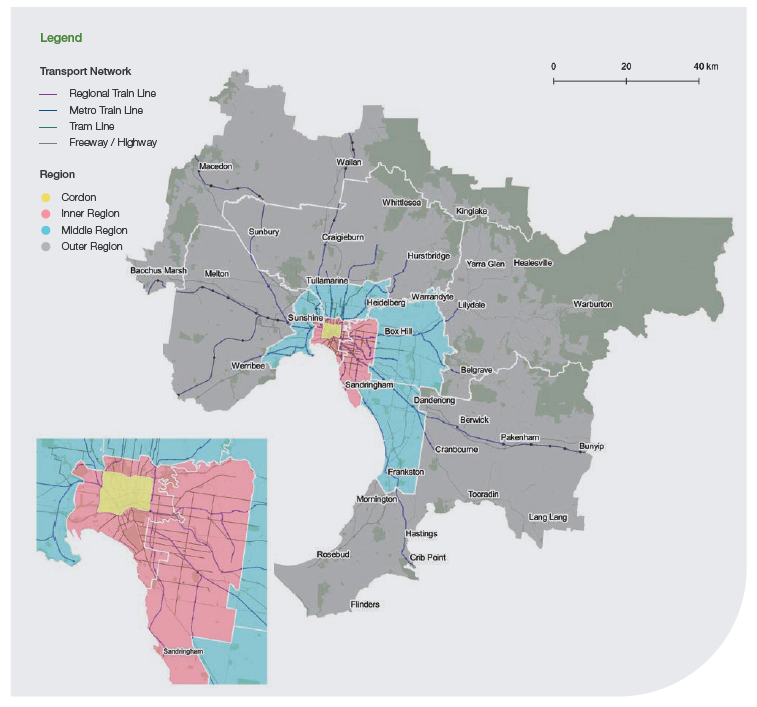 Legend
Transport Network
Regional Train Line
Metro Train Line
Tram Line
Freeway / Highway
Region
Cordon
Inner Region
Middle Region
Outer Region
0 20 40 km
Macedon
Wallan
Whittlesea
Kinglake
Sunbury
Craigieburn
Hurstbridge
Yarra Glen
Healesville
Bacchus Marsh
Melton
Tullamarine
Heidelberg
Warrandyte
Lilydale
Warburton
Sunshine
Box Hill
Werribee
Belgrave
Sandringham
Dandenong
Berwick
Pakenham
Bunyip
Cranbourne
Frankston
Mornington
Tooradin
Lang Lang
Hastings
Rosebud
Crib Point
Flinders
Sandringham